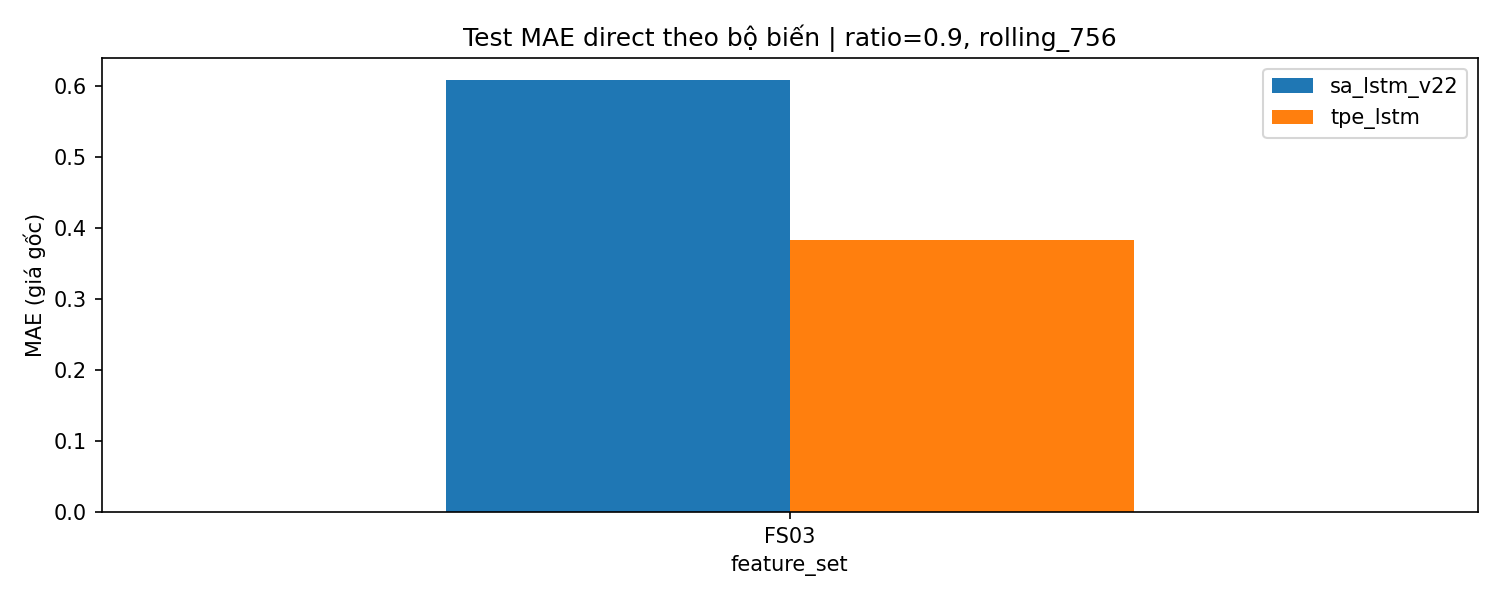 Test MAE direct theo bộ biến | ratio=0.9, rolling_756
sa_lstm_v22
tpe_lstm
MAE (giá gốc)
0.6
0.5
0.4
0.3
0.2
0.1
0.0
FS03
feature_set